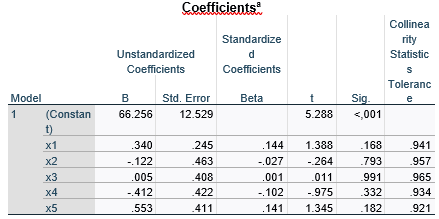 Coefficientsᵃ
Collinea
rity
Standardize
Statistic
Unstandardized d s
Coefficients Coefficients Toleranc
Model B Std. Error Beta t Sig. e
1 (Constan 66.256 12.529 5.288 <,001
t)
x1 .340 .245 .144 1.388 .168 .941
x2 -.122 .463 -.027 -.264 .793 .957
x3 .005 .408 .001 .011 .991 .965
x4 -.412 .422 -.102 -.975 .332 .934
x5 .553 .411 .141 1.345 .182 .921